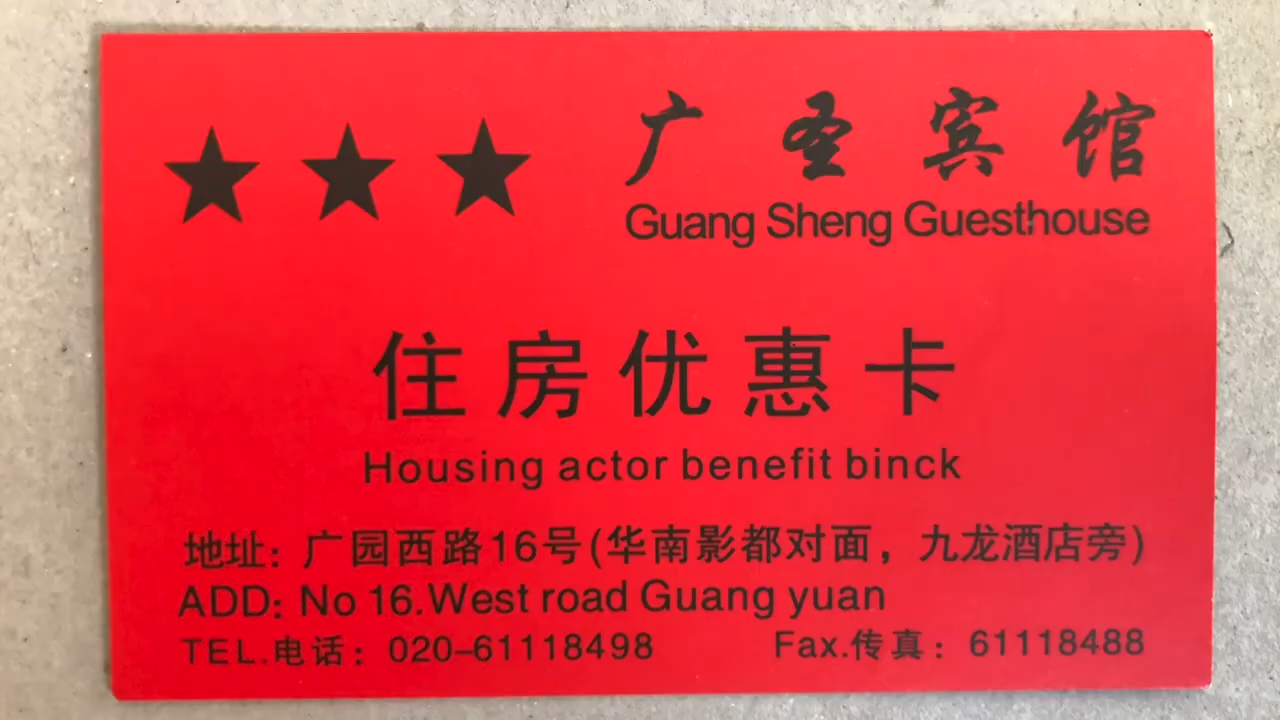 ★ ★ ★ 广圣宾馆
Guang Sheng Guesthouse
住房优惠卡
Housing actor benefit binck
地址：广园西路16号(华南影都对面，九龙酒店旁)
ADD: No 16.West road Guang yuan
TEL.电话：020-61118498 Fax.传真：61118488